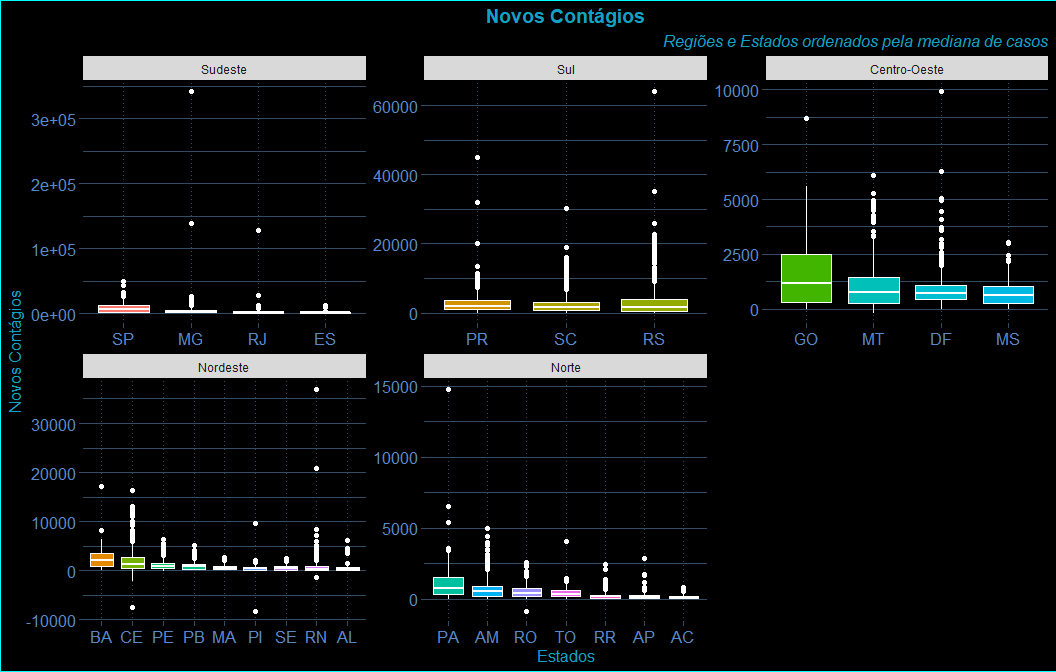 Novos Contágios
Regiões e Estados ordenados pela mediana de casos
Sudeste
Sul
Centro-Oeste
3e+05
2e+05
1e+05
0e+00
60000
40000
20000
0
10000
7500
5000
2500
0
SP MG RJ ES
PR SC RS
GO MT DF MS
Novos Contágios
Nordeste
Norte
30000
20000
10000
0
-10000
15000
10000
5000
0
BA CE PE PB MA PI SE RN AL
PA AM RO TO RR AP AC
Estados